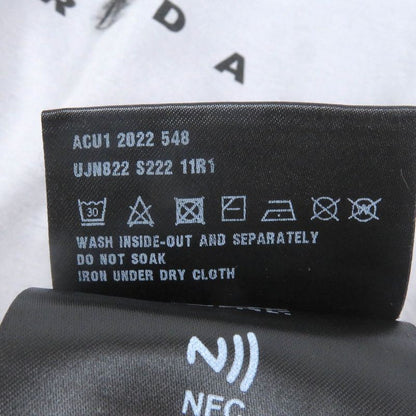 R D A
ACU1 2022 548
UJN822 S222 11R1
30
WASH INSIDE-OUT AND SEPARATELY
DO NOT SOAK
IRON UNDER DRY CLOTH
NFC